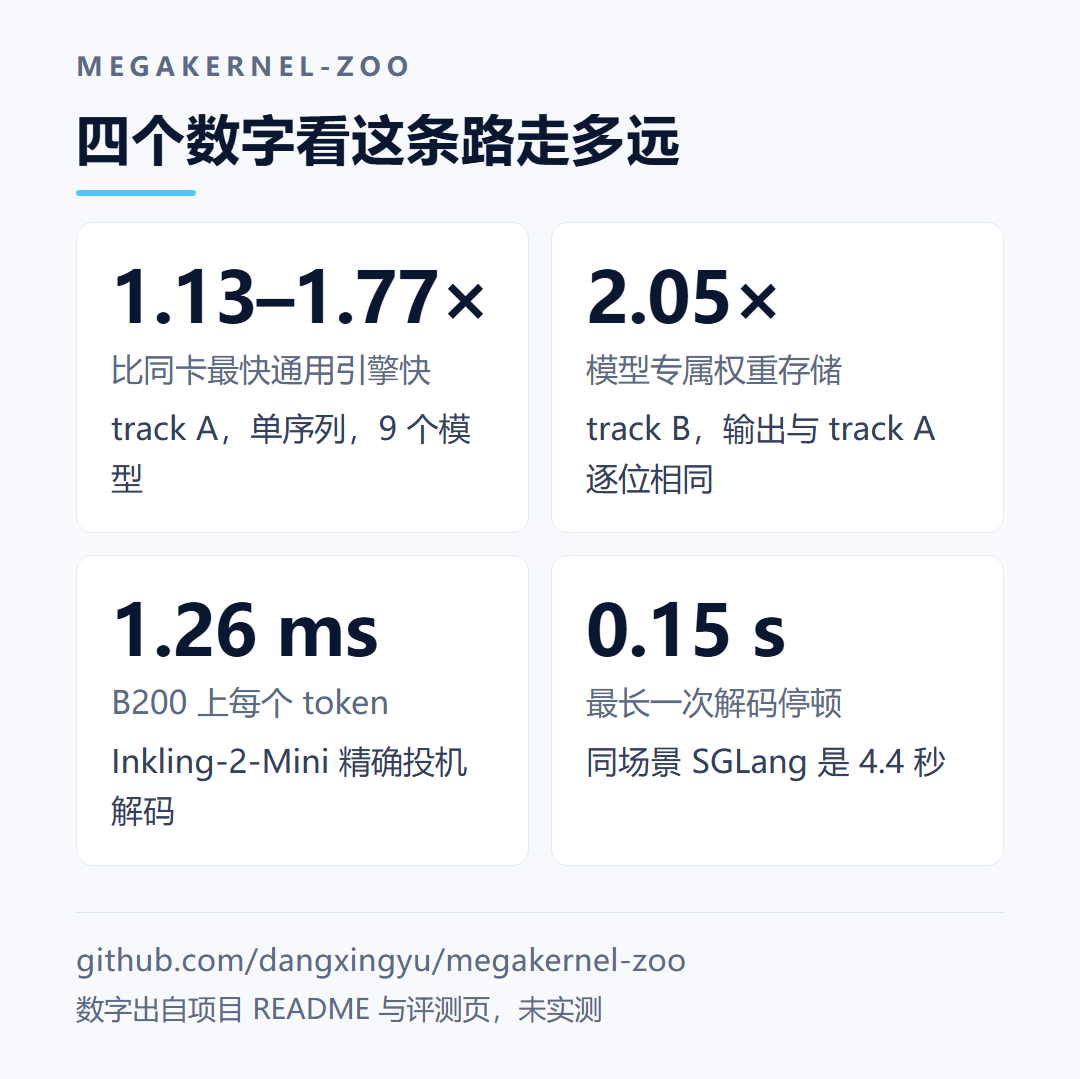 MEGAKERNEL-ZOO
四个数字看这条路走多远
1.13–1.77×
比同卡最快通用引擎快
track A，单序列，9 个模
型
2.05×
模型专属权重存储
track B，输出与 track A
逐位相同
1.26 ms
B200 上每个 token
Inkling-2-Mini 精确投机
解码
0.15 s
最长一次解码停顿
同场景 SGLang 是 4.4 秒
github.com/dangxingyu/megakernel-zoo
数字出自项目 README 与评测页，未实测